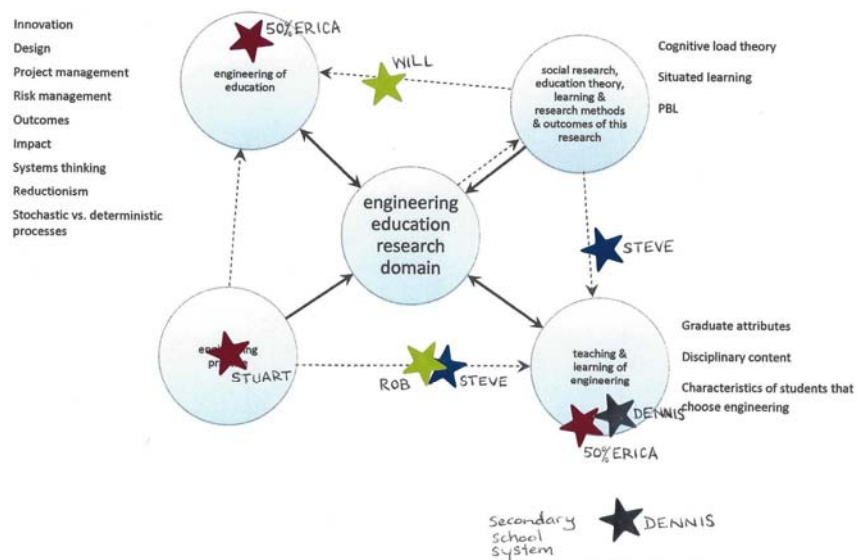 Innovation
Design
Project management
Risk management
Outcomes
Impact
Systems thinking
Reductionism
Stochastic vs. deterministic
processes
50% ERICA
engineering of
education
WILL
social research,
education theory,
learning &
research methods
& outcomes of this
research
Cognitive load theory
Situated learning
PBL
engineering
education
research
domain
STEVE
STUART
ROB
STEVE
teaching &
learning of
engineering
DENNIS
50% ERICA
Graduate attributes
Disciplinary content
Characteristics of students that
choose engineering
secondary
school
system
DENNIS